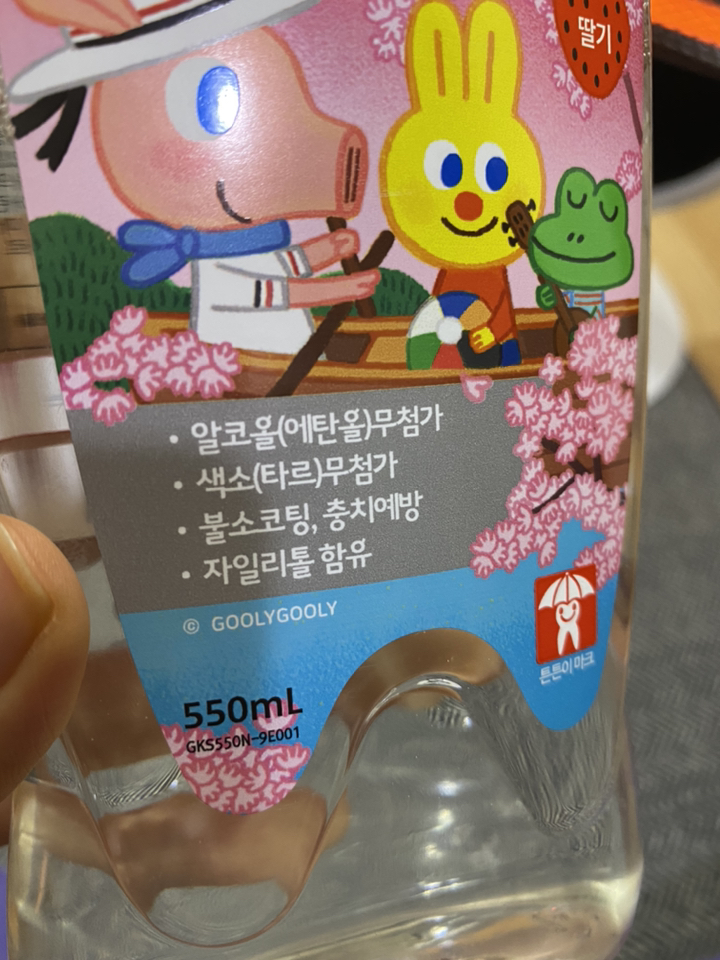 딸기
• 알코올(에탄올)무첨가
• 색소(타르)무첨가
• 불소코팅, 충치예방
• 자일리톨 함유
© GOOLYGOOLY
튼튼이 마크
550mL
GKS550N-9E001